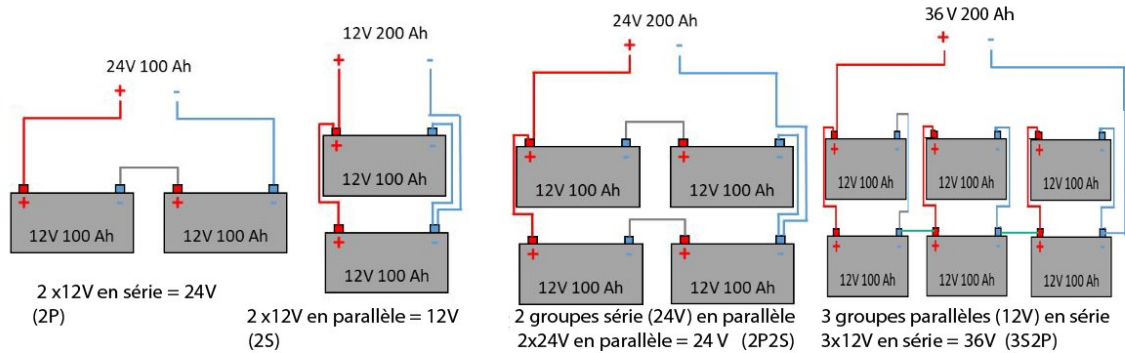 24V 100 Ah
+ -
+ - + -
12V 100 Ah 12V 100 Ah
2 x12V en série = 24V
(2P)
12V 200 Ah
+ -
+ -
12V 100 Ah
+ -
12V 100 Ah
2 x12V en parallèle = 12V
(2S)
24V 200 Ah
+ -
+ - + -
12V 100 Ah 12V 100 Ah
+ - + -
12V 100 Ah 12V 100 Ah
2 groupes série (24V) en parallèle
2x24V en parallèle = 24 V (2P2S)
36V 200 Ah
+ -
+ - + - + -
12V 100 Ah 12V 100 Ah 12V 100 Ah
+ - + - + -
12V 100 Ah 12V 100 Ah 12V 100 Ah
3 groupes parallèles (12V) en série
3x12V en série = 36V (3S2P)